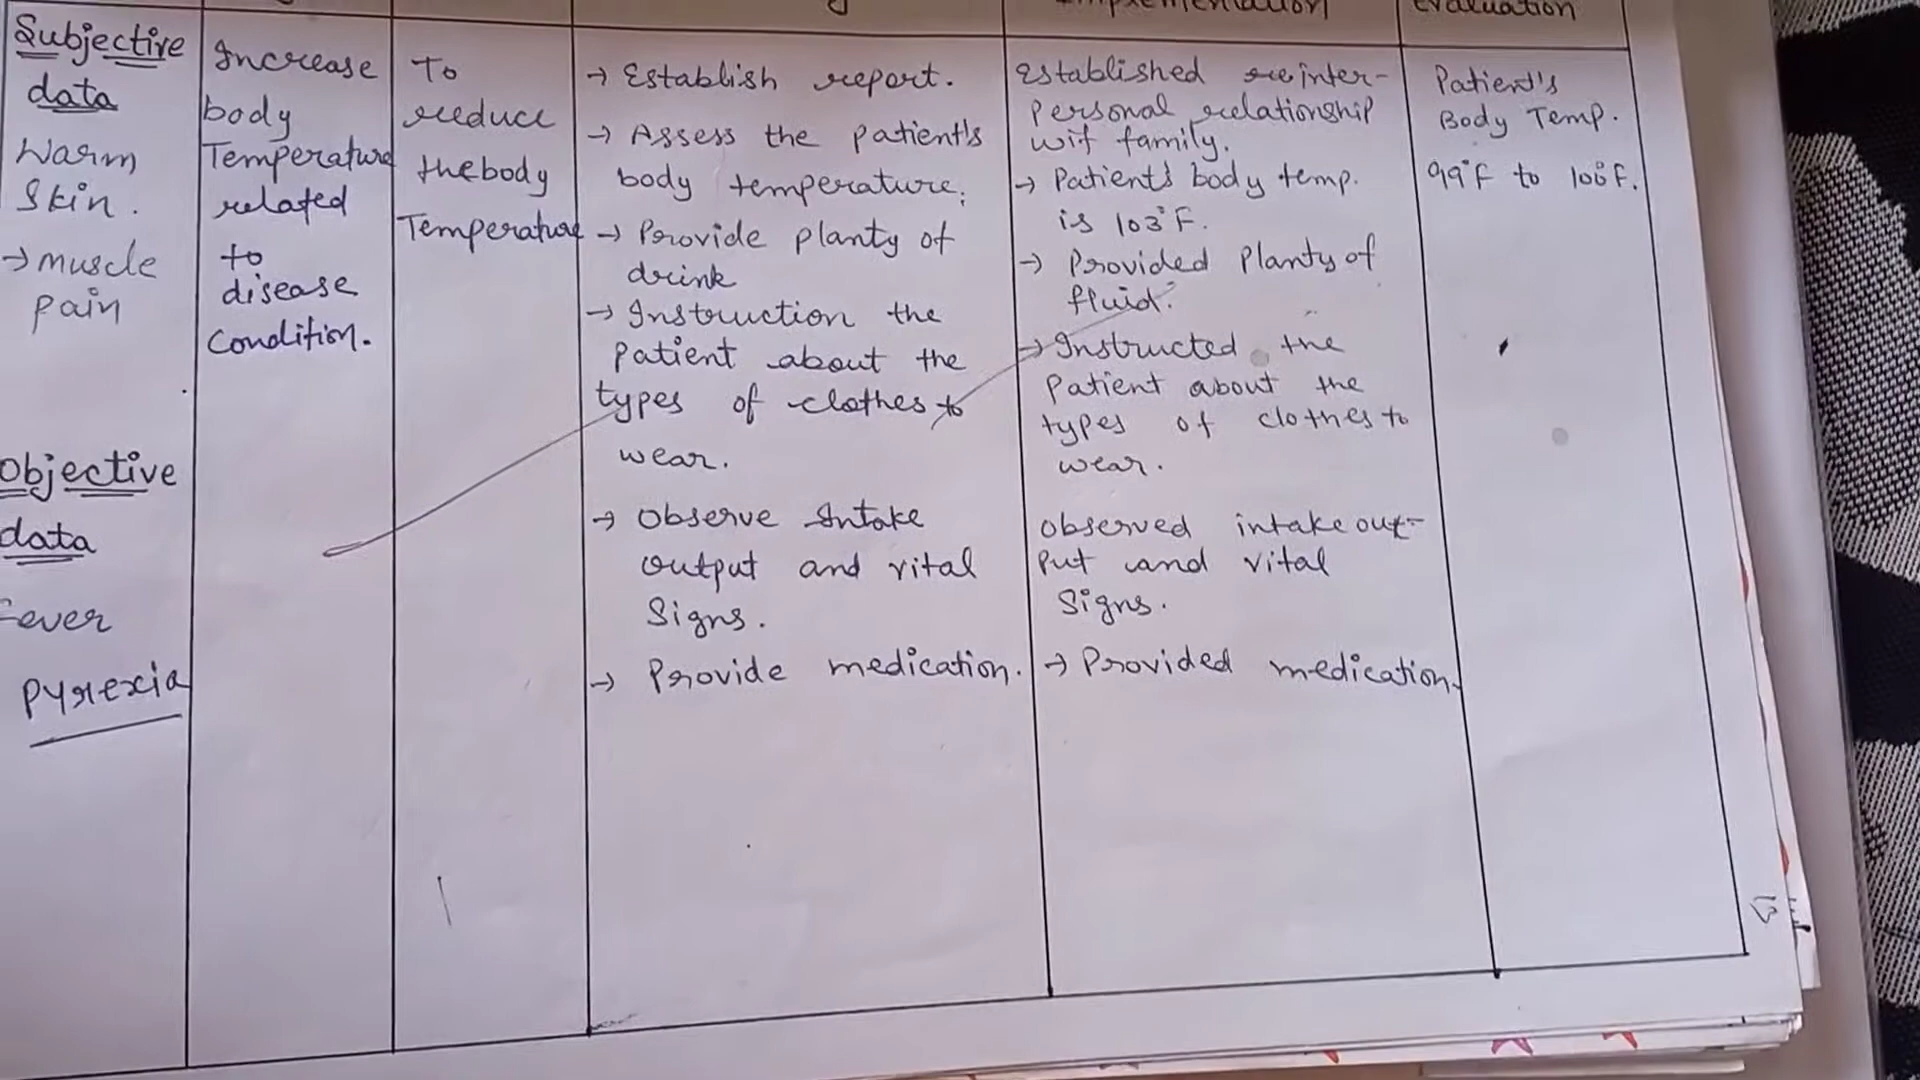 Implementation
evaluation
Subjective
data
Warm
Skin.
→ muscle
pain
Objective
data
Fever
Pyrexia
Increase
body
Temperature
related
to
disease
condition.
To
reduce
the body
Temperature
→ Establish report.
→ Assess the patient's
body temperature.
→ Provide planty of
drink
→ Instruction the
patient about the
types of clothes to
wear.
→ Observe Intake
output and vital
Signs.
→ Provide medication.
Established reinter-
personal relationship
wit family.
→ Patient's body temp.
is 103°F.
→ Provided planty of
fluid.
→ Instructed the
Patient about the
types of clothes to
wear.
Observed intake out-
put and vital
Signs.
→ Provided medication.
Patient's
Body Temp.
99°F to 100°F.